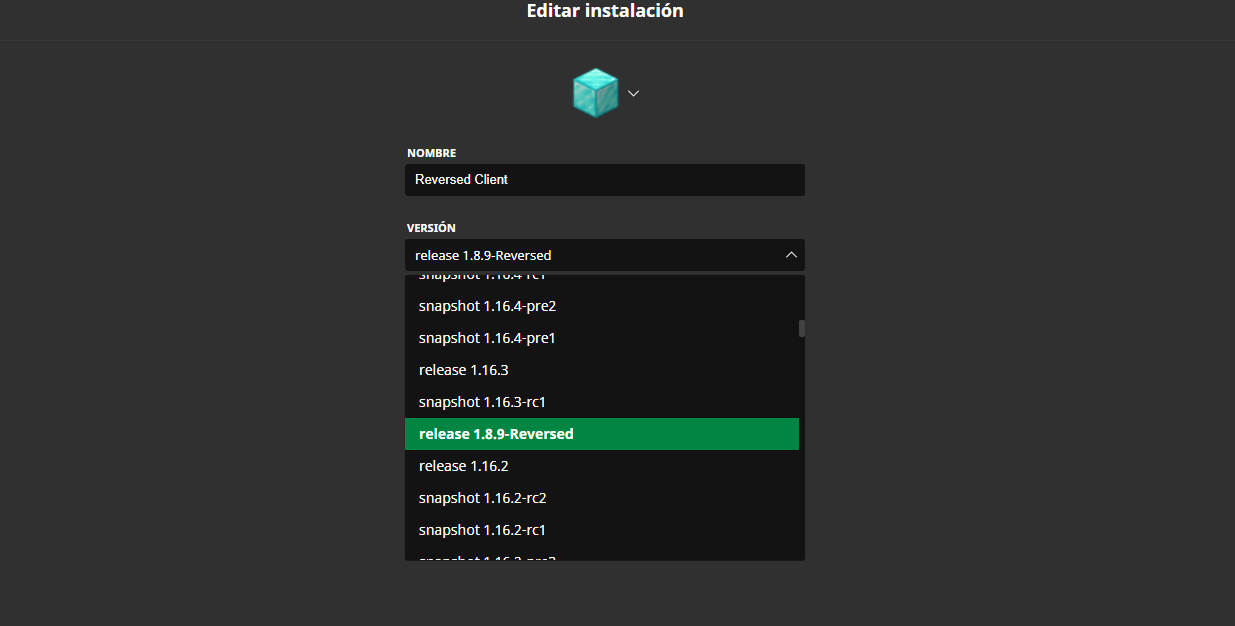 Editar instalación
NOMBRE
Reversed Client
VERSIÓN
release 1.8.9-Reversed
snapshot 1.16.4-rc1
snapshot 1.16.4-pre2
snapshot 1.16.4-pre1
release 1.16.3
snapshot 1.16.3-rc1
release 1.8.9-Reversed
release 1.16.2
snapshot 1.16.2-rc2
snapshot 1.16.2-rc1